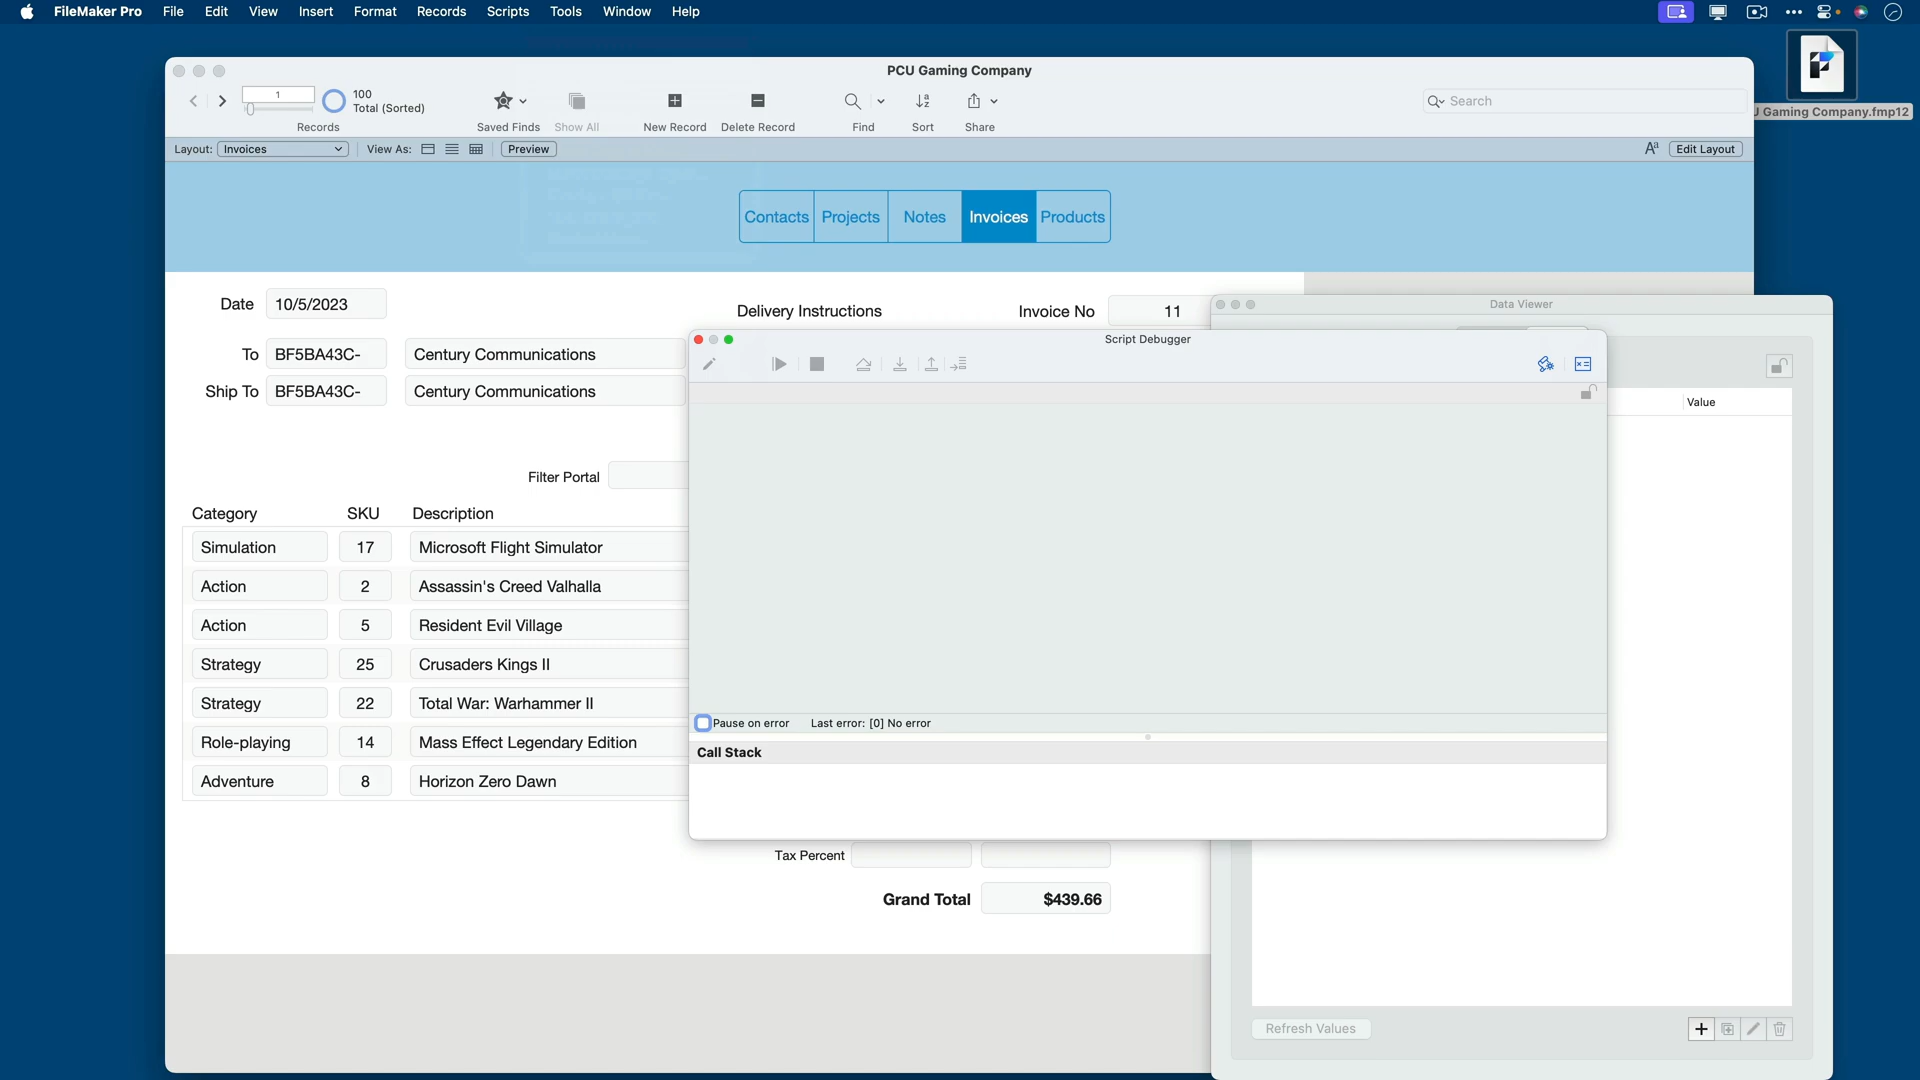 FileMaker Pro File Edit View Insert Format Records Scripts Tools Window Help
PCU Gaming Company
1
100
Total (Sorted)
Records
Saved Finds
Show All
New Record
Delete Record
Find
Sort
Share
Search
Gaming Company.fmp12
Layout: Invoices
View As:
Preview
Edit Layout
Contacts Projects Notes Invoices Products
Date 10/5/2023
Delivery Instructions
Invoice No 11
To BF5BA43C- Century Communications
Ship To BF5BA43C- Century Communications
Filter Portal
Category SKU Description
Simulation 17 Microsoft Flight Simulator
Action 2 Assassin's Creed Valhalla
Action 5 Resident Evil Village
Strategy 25 Crusaders Kings II
Strategy 22 Total War: Warhammer II
Role-playing 14 Mass Effect Legendary Edition
Adventure 8 Horizon Zero Dawn
Tax Percent
Grand Total $439.66
Script Debugger
Pause on error Last error: [0] No error
Call Stack
Data Viewer
Value
Refresh Values